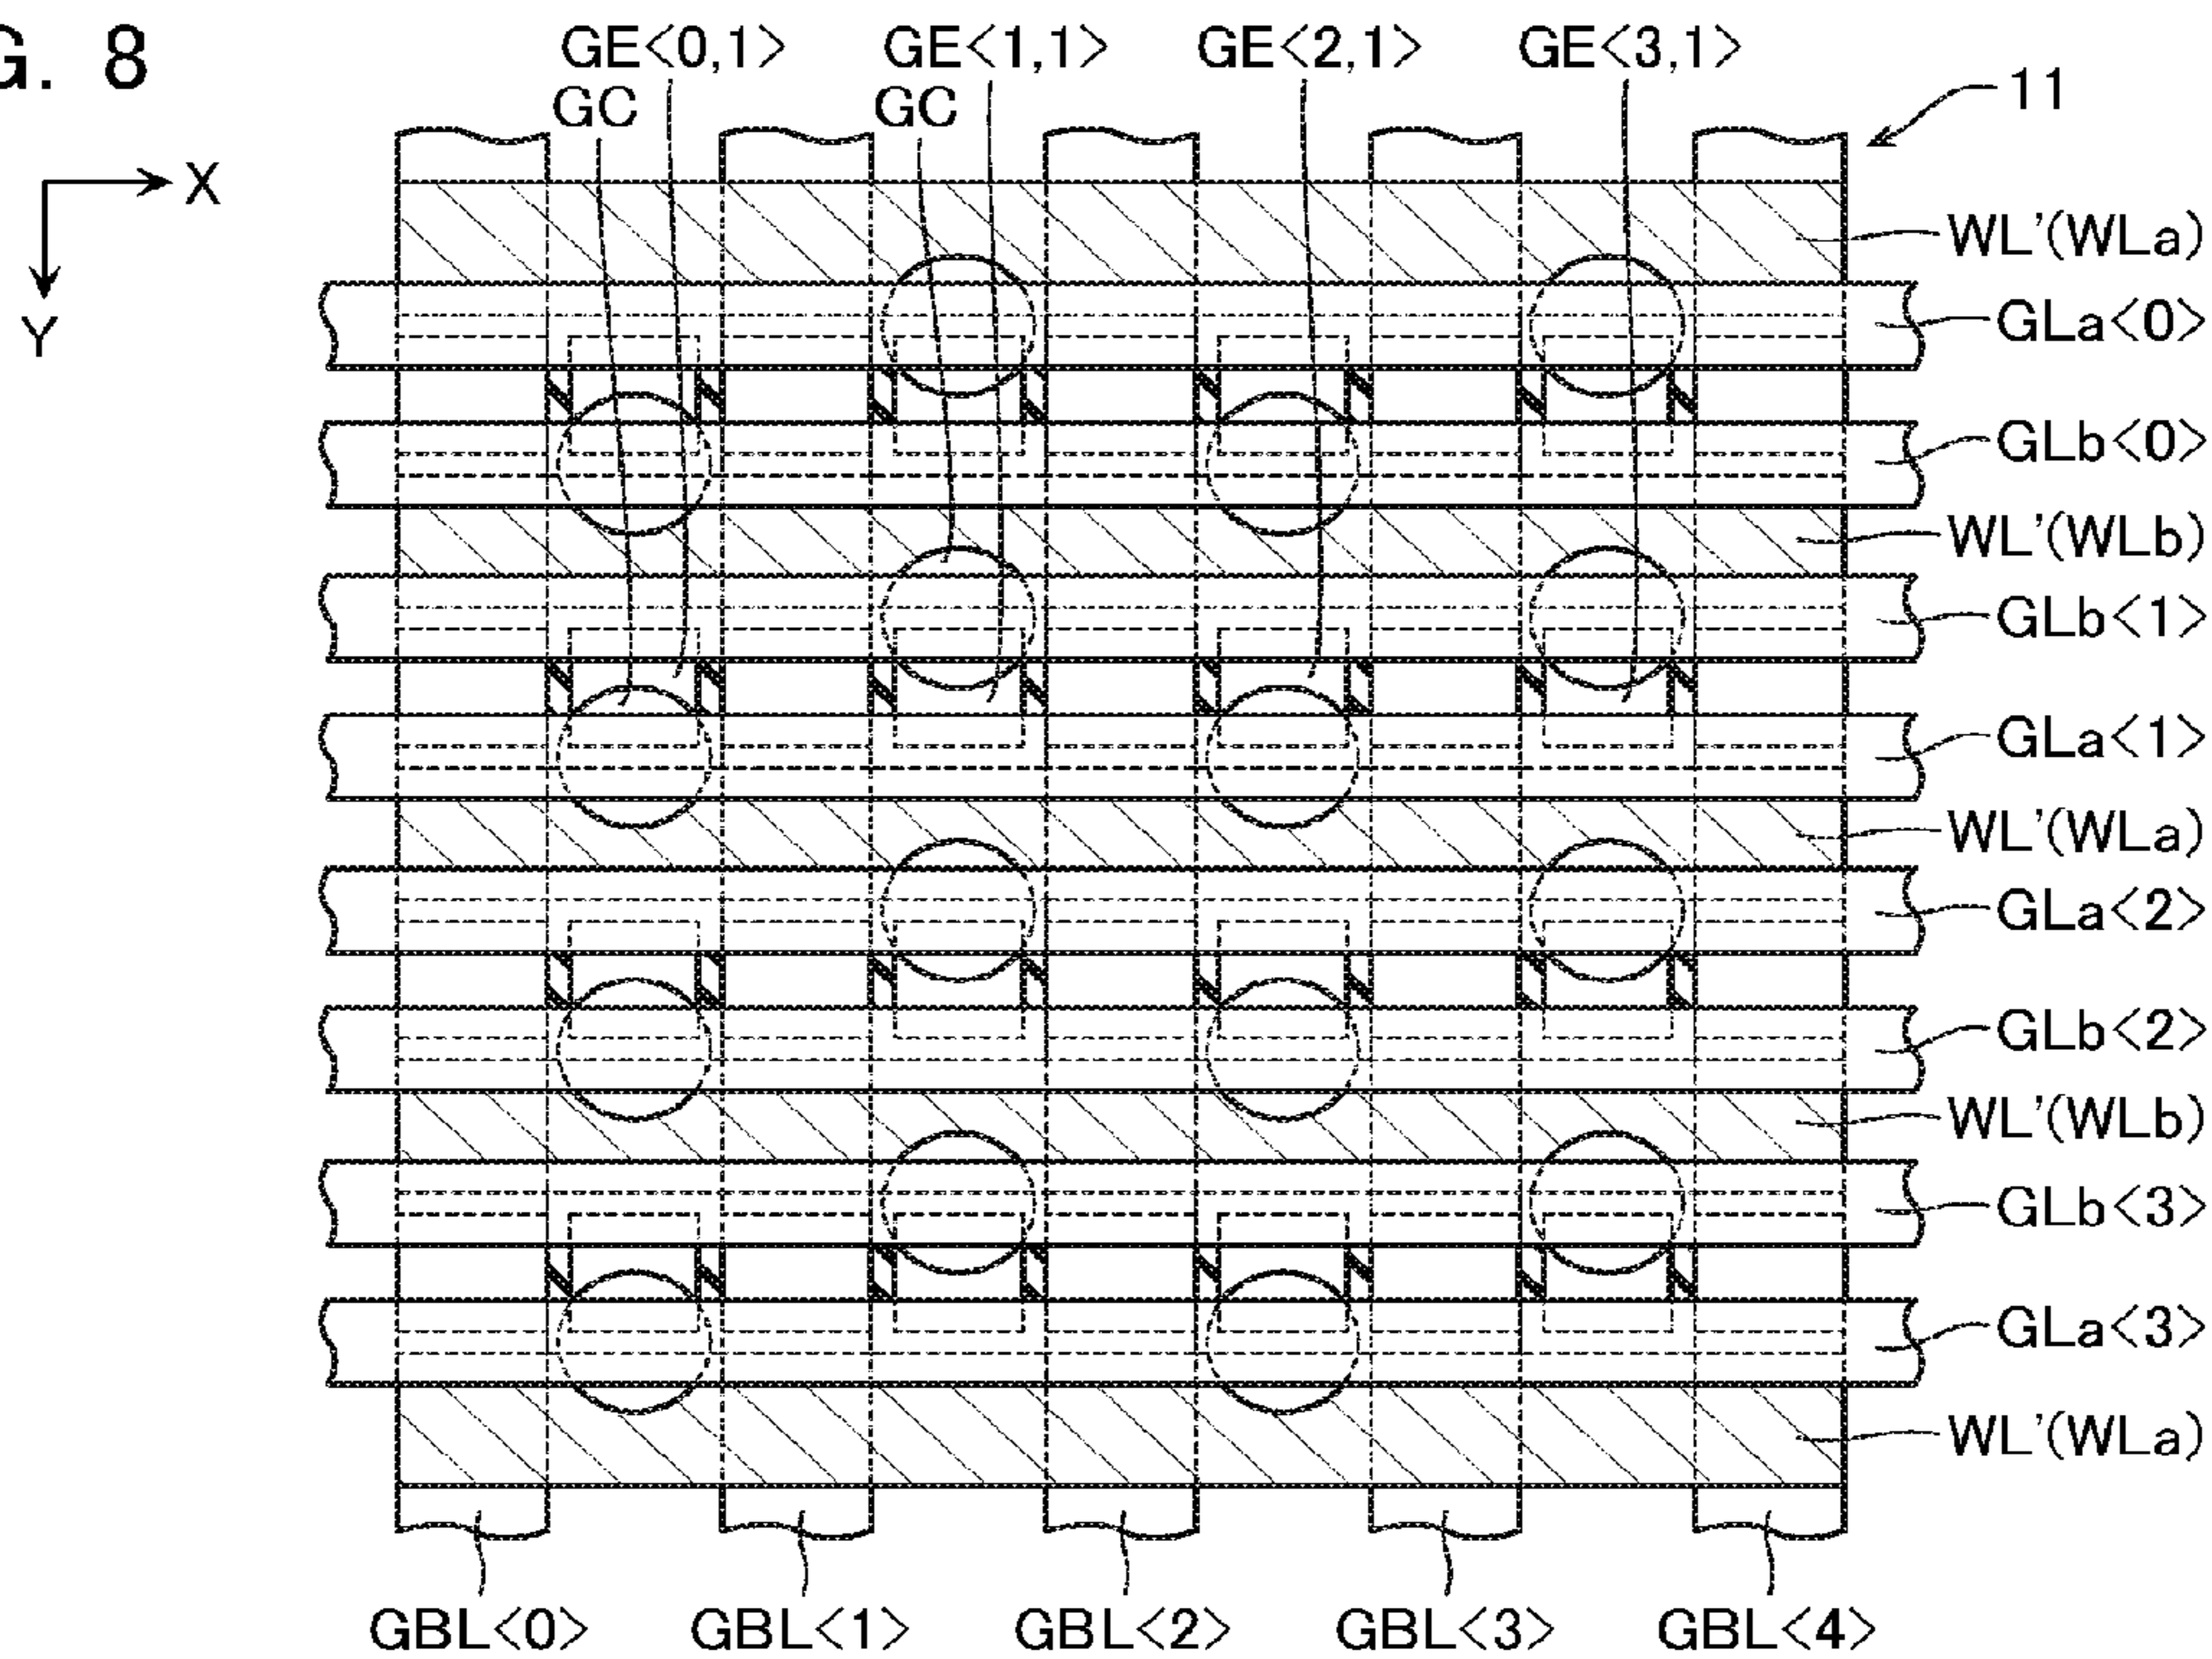 G. 8
GE<0,1>
GE<1,1>
GE<2,1>
GE<3,1>
GC
GC
11
X
Y
WL'(WLa)
GLa<0>
GLb<0>
WL'(WLb)
GLb<1>
GLa<1>
WL'(WLa)
GLa<2>
GLb<2>
WL'(WLb)
GLb<3>
GLa<3>
WL'(WLa)
GBL<0>
GBL<1>
GBL<2>
GBL<3>
GBL<4>